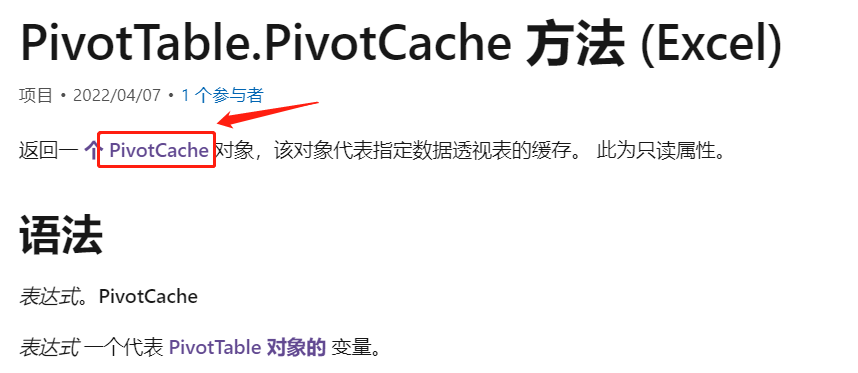 PivotTable.PivotCache 方法 (Excel)
项目 • 2022/04/07 • 1 个参与者
返回一 个 PivotCache 对象，该对象代表指定数据透视表的缓存。 此为只读属性。
语法
表达式。PivotCache
表达式 一个代表 PivotTable 对象的 变量。